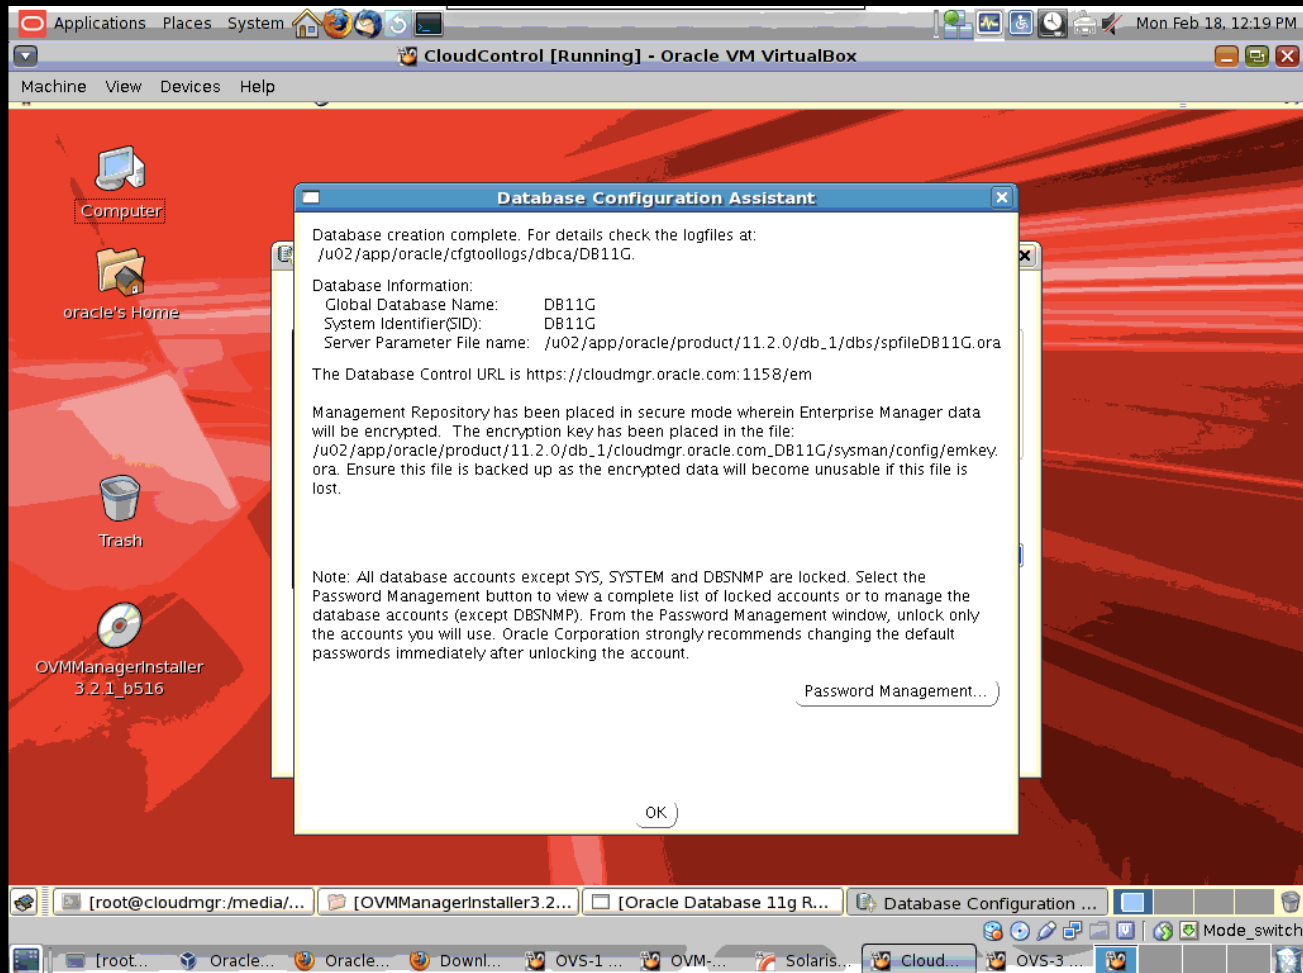 Applications Places System Mon Feb 18, 12:19 PM
CloudControl [Running] - Oracle VM VirtualBox
Machine View Devices Help
Computer
oracle's Home
Trash
OVMManagerInstaller
3.2.1_b516
Database Configuration Assistant
Database creation complete. For details check the logfiles at:
/u02/app/oracle/cfgtoollogs/dbca/DB11G.
Database Information:
Global Database Name: DB11G
System Identifier(SID): DB11G
Server Parameter File name: /u02/app/oracle/product/11.2.0/db_1/dbs/spfileDB11G.ora
The Database Control URL is https://cloudmgr.oracle.com:1158/em
Management Repository has been placed in secure mode wherein Enterprise Manager data
will be encrypted. The encryption key has been placed in the file:
/u02/app/oracle/product/11.2.0/db_1/cloudmgr.oracle.com_DB11G/sysman/config/emkey.
ora. Ensure this file is backed up as the encrypted data will become unusable if this file is
lost.
Note: All database accounts except SYS, SYSTEM and DBSNMP are locked. Select the
Password Management button to view a complete list of locked accounts or to manage the
database accounts (except DBSNMP). From the Password Management window, unlock only
the accounts you will use. Oracle Corporation strongly recommends changing the default
passwords immediately after unlocking the account.
Password Management...
OK
[root@cloudmgr:/media/... [OVMManagerInstaller3.2... [Oracle Database 11g R... Database Configuration ...
Mode_switch
[root... Oracle... Oracle... Downl... OVS-1 ... OVM-... Solaris... Cloud... OVS-3 ...